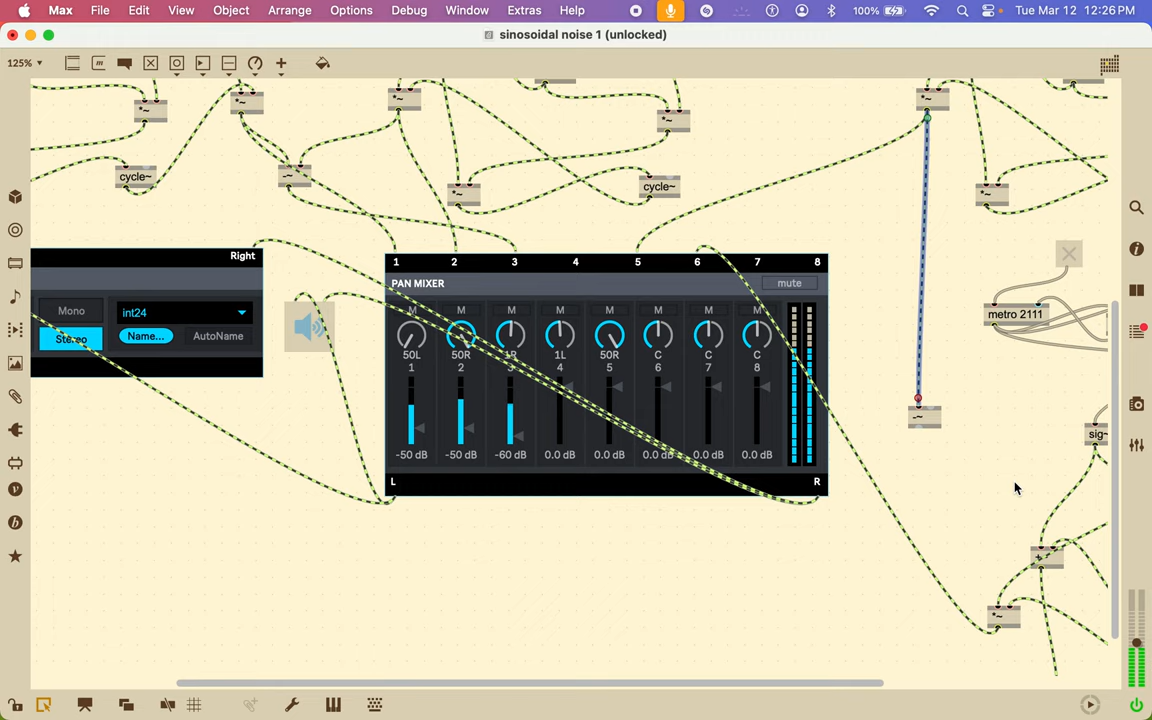 Max File Edit View Object Arrange Options Debug Window Extras Help 100% Tue Mar 12 12:26 PM
sinosoidal noise 1 (unlocked)
125%
*~ *~ *~ *~ *~
cycle~ -~ *~ cycle~ *~
Right
Mono int24
Stereo Name... AutoName
1 2 3 4 5 6 7 8
PAN MIXER mute
M M M M M M M M
50L 50R 1R 1L 50R C C C
1 2 3 4 5 6 7 8
-50 dB -50 dB -60 dB 0.0 dB 0.0 dB 0.0 dB 0.0 dB 0.0 dB
L R
metro 2111
-~
sig~
*~